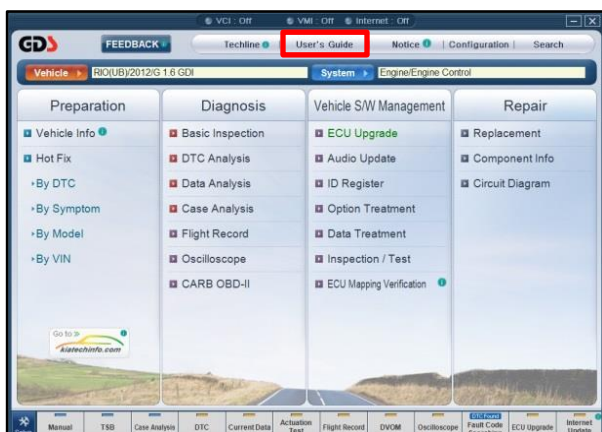 VCI : Off VMI : Off Internet : Off
GDS FEEDBACK Techline User's Guide Notice Configuration Search
Vehicle RIO(UB)/2012/G 1.6 GDI System Engine/Engine Control
Preparation
Vehicle Info
Hot Fix
By DTC
By Symptom
By Model
By VIN
Go to
kiatechinfo.com
Diagnosis
Basic Inspection
DTC Analysis
Data Analysis
Case Analysis
Flight Record
Oscilloscope
CARB OBD-II
Vehicle S/W Management
ECU Upgrade
Audio Update
ID Register
Option Treatment
Data Treatment
Inspection / Test
ECU Mapping Verification
Repair
Replacement
Component Info
Circuit Diagram
Manual TSB Case Analysis DTC Current Data Actuation Flight Record DVOM Oscilloscope DTC Found Fault Code ECU Upgrade Internet
Test Update